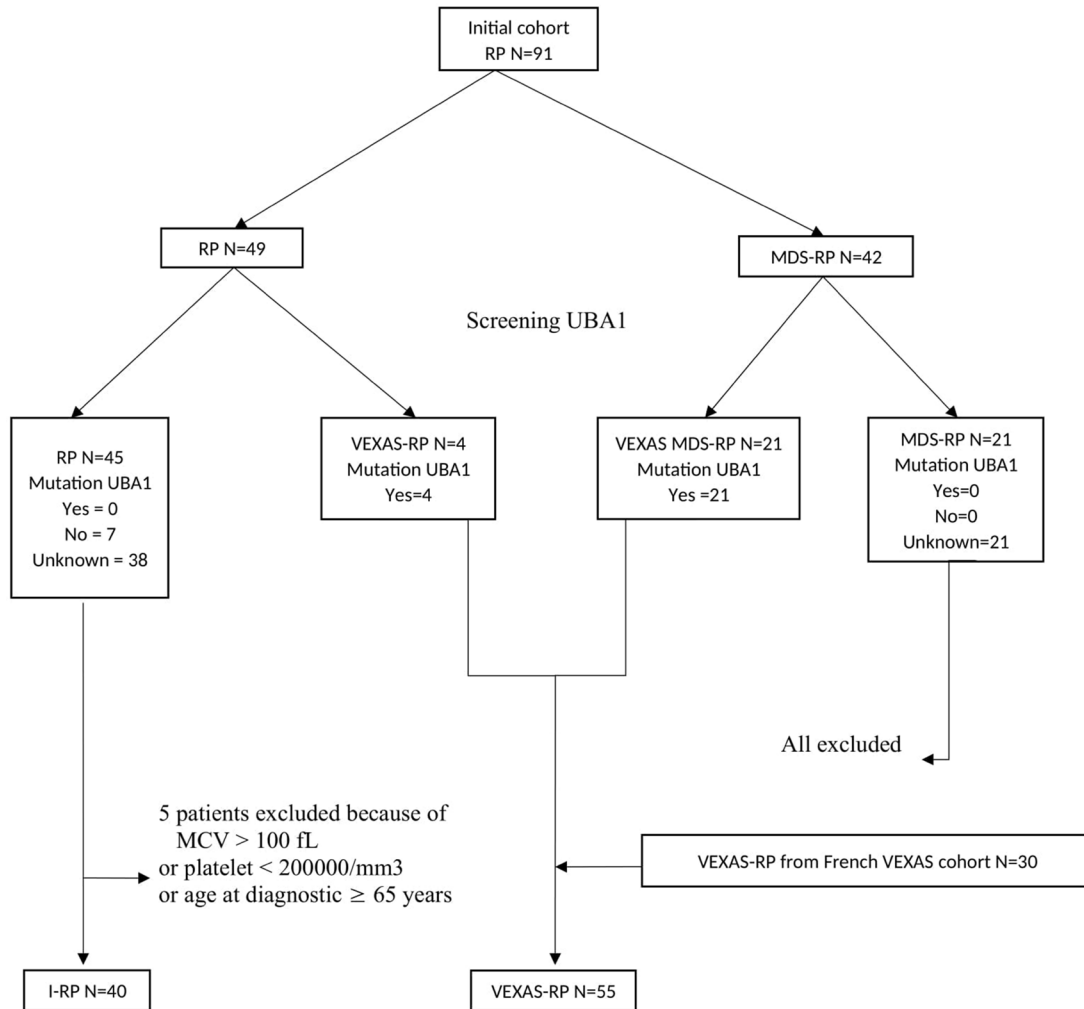 Initial cohort
RP N=91
RP N=49
MDS-RP N=42
Screening UBA1
RP N=45
Mutation UBA1
Yes = 0
No = 7
Unknown = 38
VEXAS-RP N=4
Mutation UBA1
Yes=4
VEXAS MDS-RP N=21
Mutation UBA1
Yes =21
MDS-RP N=21
Mutation UBA1
Yes=0
No=0
Unknown=21
All excluded
5 patients excluded because of
MCV > 100 fL
or platelet < 200000/mm3
or age at diagnostic ≥ 65 years
VEXAS-RP from French VEXAS cohort N=30
I-RP N=40
VEXAS-RP N=55